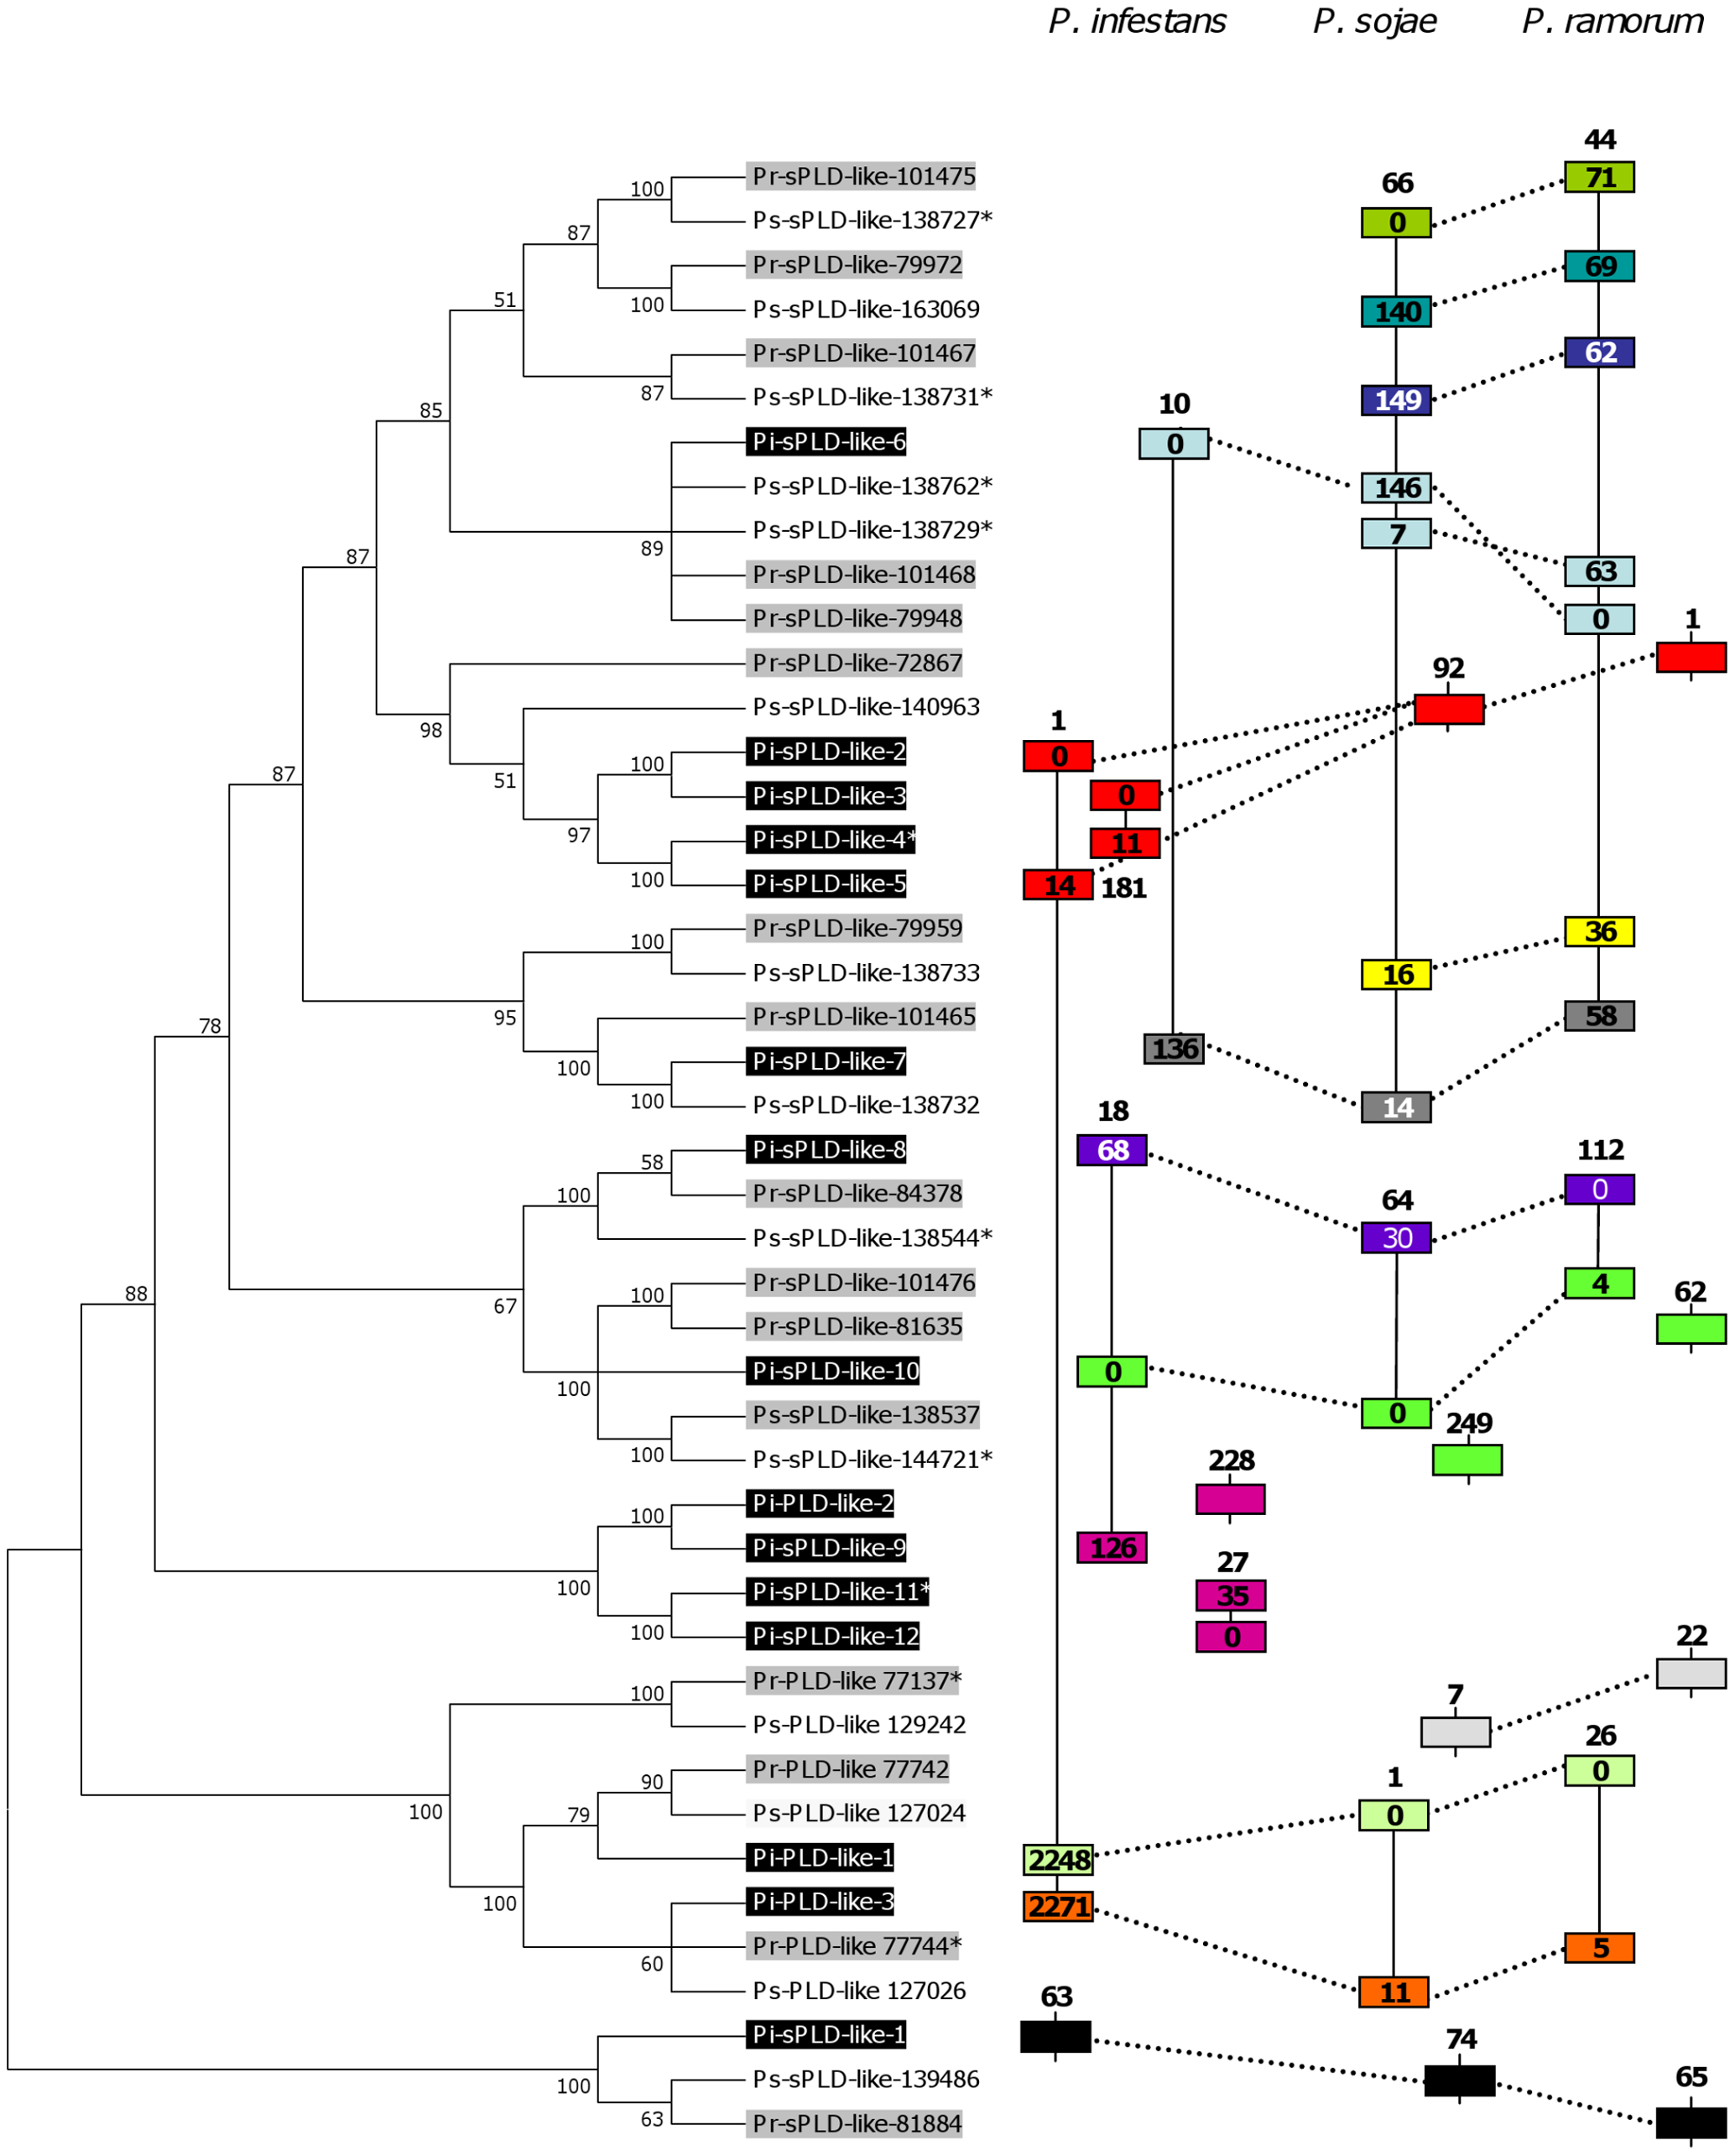 P. infestans P. sojae P. ramorum
44
100 Pr-sPLD-like-101475 66 71
87 Ps-sPLD-like-138727* 0
Pr-sPLD-like-79972 69
51 100 Ps-sPLD-like-163069 140
Pr-sPLD-like-101467 62
85 87 Ps-sPLD-like-138731* 10 149
Pi-sPLD-like-6 0
Ps-sPLD-like-138762* 146
87 89 Ps-sPLD-like-138729* 7
Pr-sPLD-like-101468 63
Pr-sPLD-like-79948 0 1
Pr-sPLD-like-72867 92
98 Ps-sPLD-like-140963 1
87 51 100 Pi-sPLD-like-2 0
Pi-sPLD-like-3 0
97 Pi-sPLD-like-4* 11
100 Pi-sPLD-like-5 14 181
100 Pr-sPLD-like-79959 36
Ps-sPLD-like-138733 16
78 95 Pr-sPLD-like-101465 58
100 Pi-sPLD-like-7 136
100 Ps-sPLD-like-138732 18 14
58 Pi-sPLD-like-8 68 112
100 Pr-sPLD-like-84378 64 0
Ps-sPLD-like-138544* 30
88 67 100 Pr-sPLD-like-101476 4 62
Pr-sPLD-like-81635
100 Pi-sPLD-like-10 0
Ps-sPLD-like-138537 0 249
100 Ps-sPLD-like-144721* 228
100 Pi-PLD-like-2
Pi-sPLD-like-9 126 27
100 Pi-sPLD-like-11* 35
100 Pi-sPLD-like-12 0 22
100 Pr-PLD-like 77137* 7
Ps-PLD-like 129242 26
90 Pr-PLD-like 77742 1 0
100 79 Ps-PLD-like 127024 0
Pi-PLD-like-1 2248
100 Pi-PLD-like-3 2271
60 Pr-PLD-like 77744* 5
Ps-PLD-like 127026 63 11
Pi-sPLD-like-1 74
100 Ps-sPLD-like-139486 65
63 Pr-sPLD-like-81884